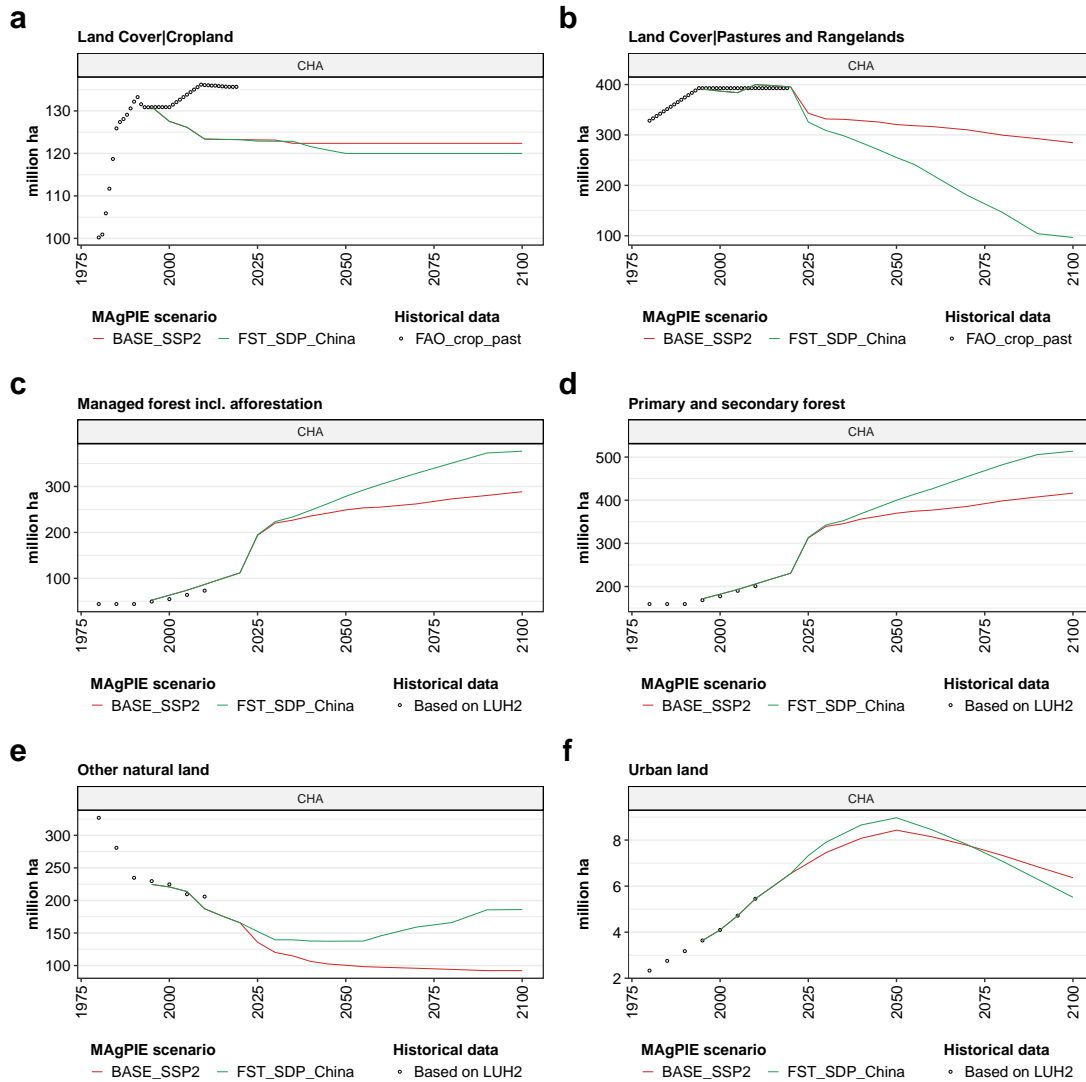 a
Land Cover|Cropland
CHA
million ha
130
120
110
100
1975
2000
2025
2050
2075
2100
MAgPIE scenario
BASE_SSP2
FST_SDP_China
Historical data
FAO_crop_past
b
Land Cover|Pastures and Rangelands
CHA
million ha
400
300
200
100
1975
2000
2025
2050
2075
2100
MAgPIE scenario
BASE_SSP2
FST_SDP_China
Historical data
FAO_crop_past
c
Managed forest incl. afforestation
CHA
million ha
300
200
100
1975
2000
2025
2050
2075
2100
MAgPIE scenario
BASE_SSP2
FST_SDP_China
Historical data
Based on LUH2
d
Primary and secondary forest
CHA
million ha
500
400
300
200
1975
2000
2025
2050
2075
2100
MAgPIE scenario
BASE_SSP2
FST_SDP_China
Historical data
Based on LUH2
e
Other natural land
CHA
million ha
300
250
200
150
100
1975
2000
2025
2050
2075
2100
MAgPIE scenario
BASE_SSP2
FST_SDP_China
Historical data
Based on LUH2
f
Urban land
CHA
million ha
8
6
4
2
1975
2000
2025
2050
2075
2100
MAgPIE scenario
BASE_SSP2
FST_SDP_China
Historical data
Based on LUH2